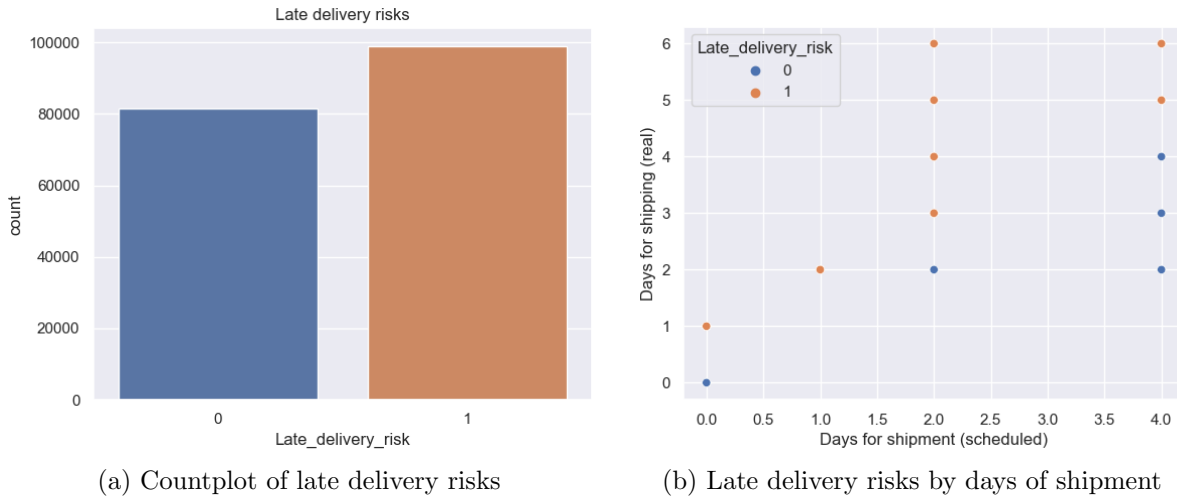 Late delivery risks
100000
80000
60000
40000
20000
0
count
0 1
Late_delivery_risk
(a) Countplot of late delivery risks
Late_delivery_risk
0
1
6
5
4
3
2
1
0
Days for shipping (real)
0.0 0.5 1.0 1.5 2.0 2.5 3.0 3.5 4.0
Days for shipment (scheduled)
(b) Late delivery risks by days of shipment